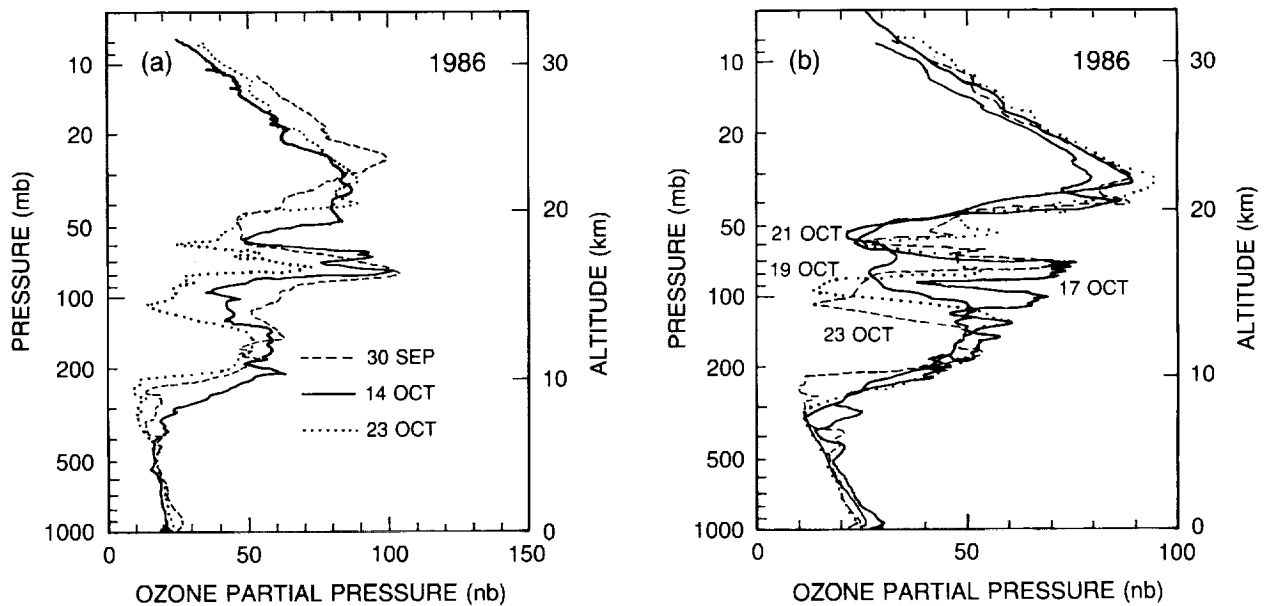 (a)
1986
10
20
50
100
200
500
1000
PRESSURE (mb)
30
20
10
0
ALTITUDE (km)
30 SEP
14 OCT
23 OCT
0
50
100
150
OZONE PARTIAL PRESSURE (nb)
(b)
1986
10
20
50
100
200
500
1000
PRESSURE (mb)
30
20
10
0
ALTITUDE (km)
21 OCT
19 OCT
17 OCT
23 OCT
0
50
100
OZONE PARTIAL PRESSURE (nb)